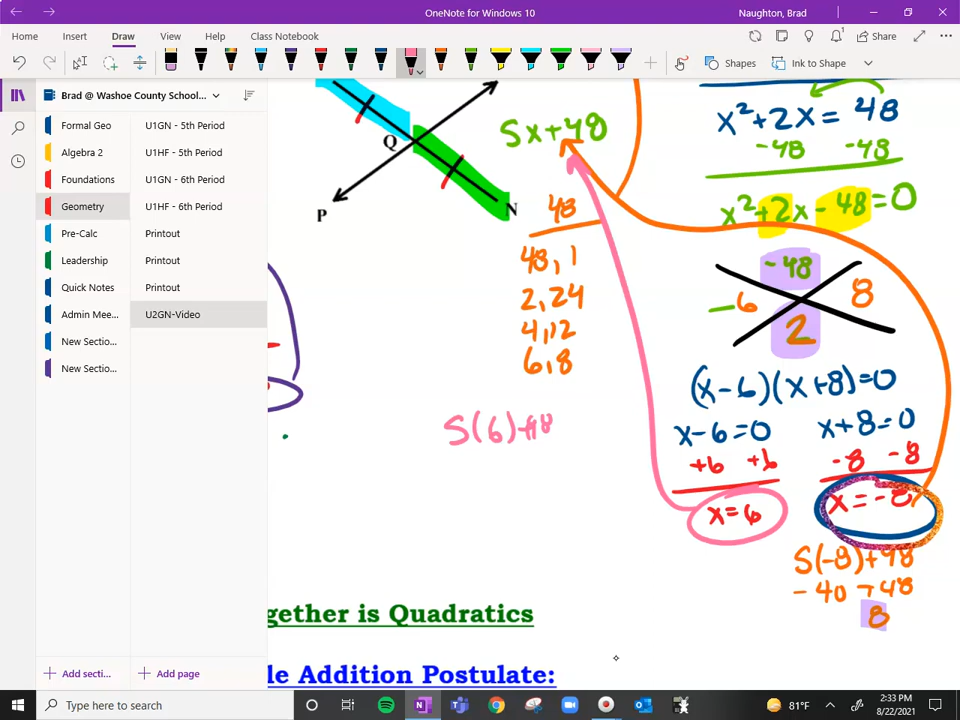 OneNote for Windows 10
Naughton, Brad
Home Insert Draw View Help Class Notebook
Share
Shapes
Ink to Shape
Brad @ Washoe County School...
Formal Geo
Algebra 2
Foundations
Geometry
Pre-Calc
Leadership
Quick Notes
Admin Mee...
New Sectio...
New Sectio...
U1GN - 5th Period
U1HF - 5th Period
U1GN - 6th Period
U1HF - 6th Period
Printout
Printout
Printout
U2GN-Video
Add secti...
Add page
Q
P
N
5x+48
48
48, 1
2, 24
4, 12
6, 8
5(6)+48
x²+2x=48
-48 -48
x²+2x-48=0
-48
-6 8
2
(x-6)(x+8)=0
x-6=0 x+8=0
+6 +6 -8 -8
x=6 x=-8
5(-8)+48
-40+48
8
gether is Quadratics
le Addition Postulate:
Type here to search
81°F
2:33 PM
8/22/2021